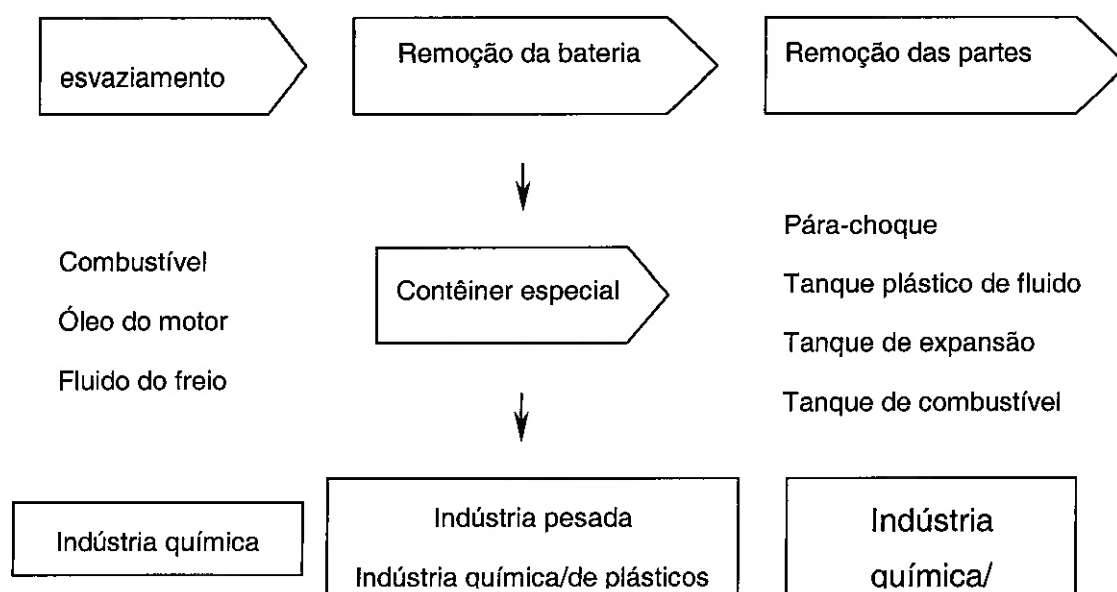 esvaziamento
Remoção da bateria
Remoção das partes
Combustível
Óleo do motor
Fluido do freio
Contêiner especial
Pára-choque
Tanque plástico de fluido
Tanque de expansão
Tanque de combustível
Indústria química
Indústria pesada
Indústria química/de plásticos
Indústria
química/